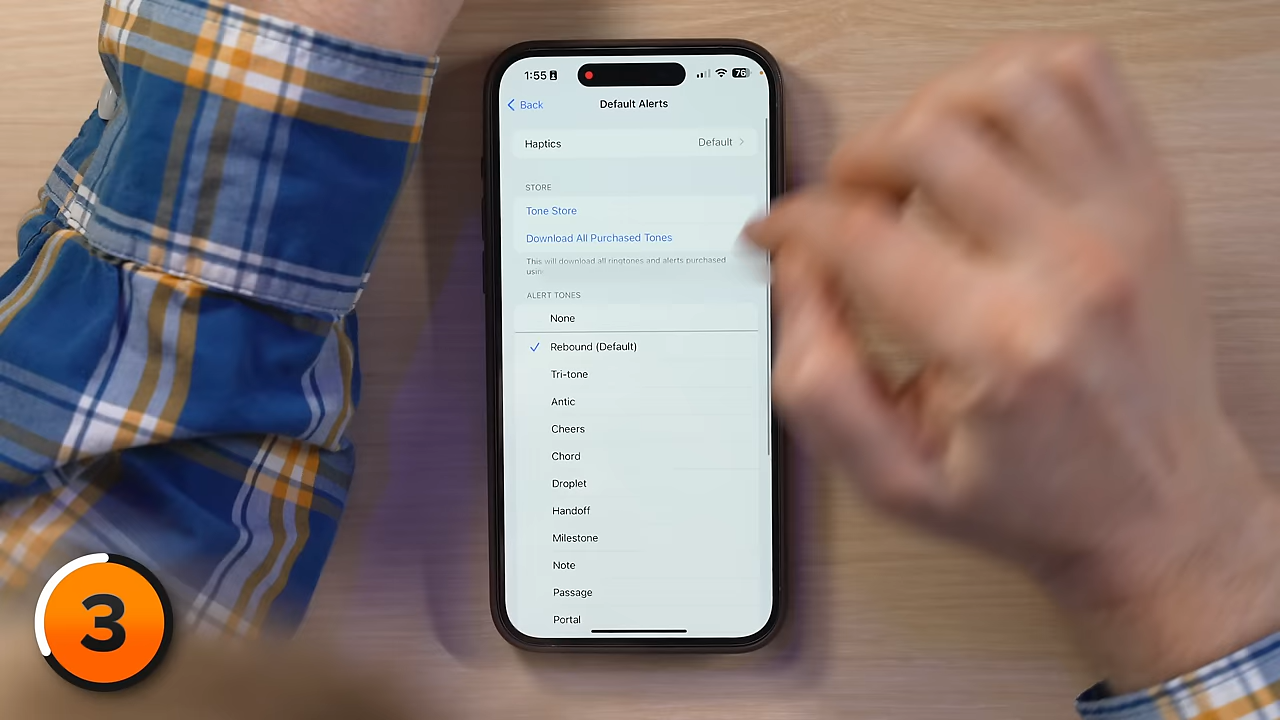 1:55
76
Back
Default Alerts
Haptics
Default
STORE
Tone Store
Download All Purchased Tones
This will download all ringtones and alerts purchased
using
ALERT TONES
None
Rebound (Default)
Tri-tone
Antic
Cheers
Chord
Droplet
Handoff
Milestone
Note
Passage
Portal
3